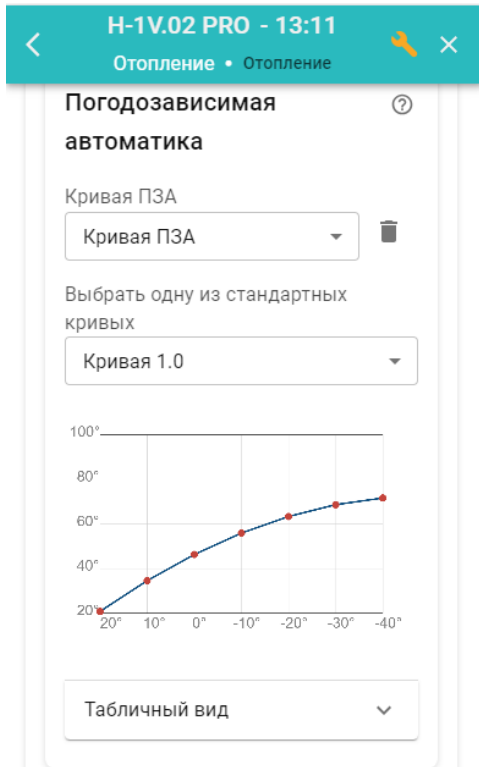 H-1V.02 PRO - 13:11
Отопление • Отопление
Погодозависимая
автоматика
Кривая ПЗА
Кривая ПЗА
Выбрать одну из стандартных
кривых
Кривая 1.0
100°
80°
60°
40°
20°
20° 10° 0° -10° -20° -30° -40°
Табличный вид